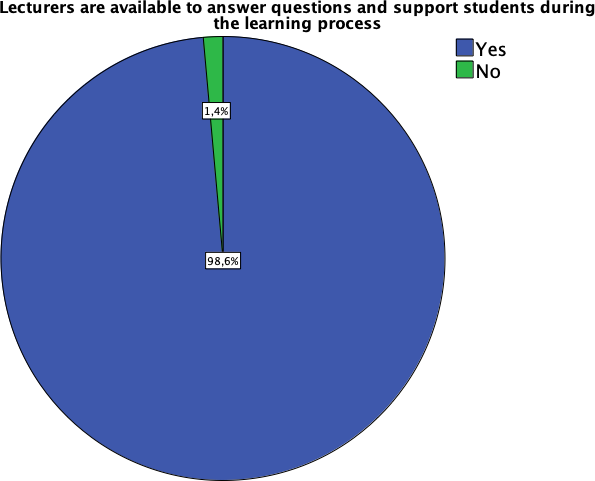 Lecturers are available to answer questions and support students during
the learning process
Yes
No
1,4%
98,6%